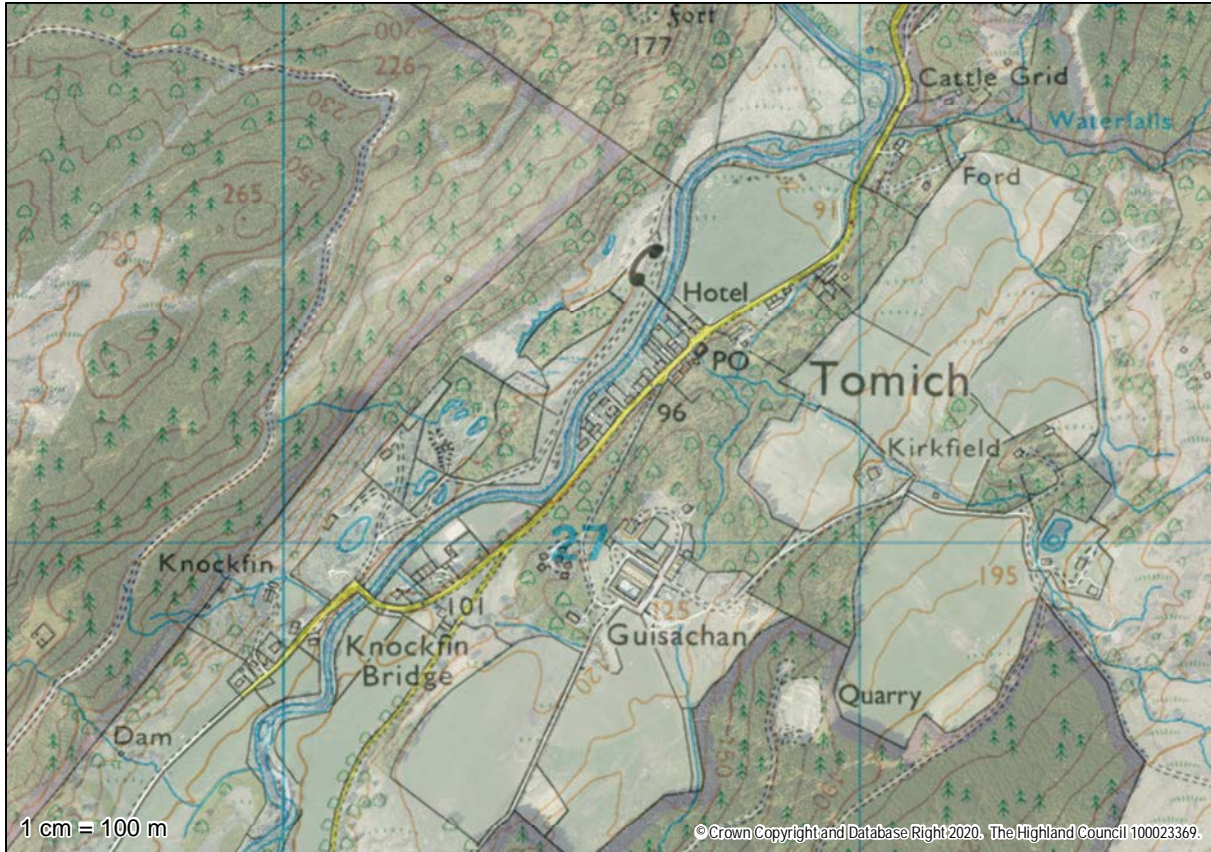 fort
177
200
226
Cattle Grid
Waterfalls
230
250
Ford
265
91
250
Hotel
PO
Tomich
96
Kirkfield
27
Knockfin
195
101
125
Knockfin
Bridge
Guisachan
120
Quarry
Dam
1 cm = 100 m
© Crown Copyright and Database Right 2020. The Highland Council 100023369.